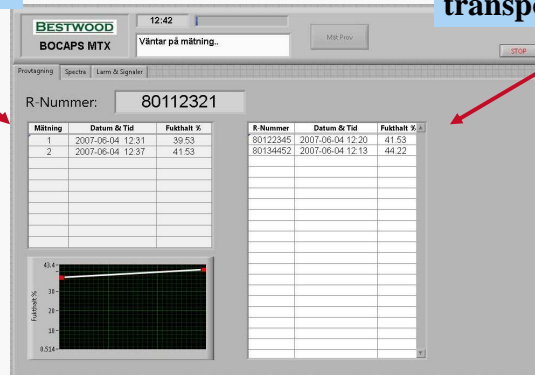 transpo
BESTWOOD
BOCAPS MTX
12:42
Väntar på mätning..
Mät Prov
STOP
Provtagning Spectra Larm & Signaler
R-Nummer: 80112321
Mätning Datum & Tid Fukthalt %
1 2007-06-04 12:31 39.53
2 2007-06-04 12:37 41.53
R-Nummer Datum & Tid Fukthalt %
80122345 2007-06-04 12:20 41.53
80134452 2007-06-04 12:13 44.22
Fukthalt %
43.4
30
20
10
0.514